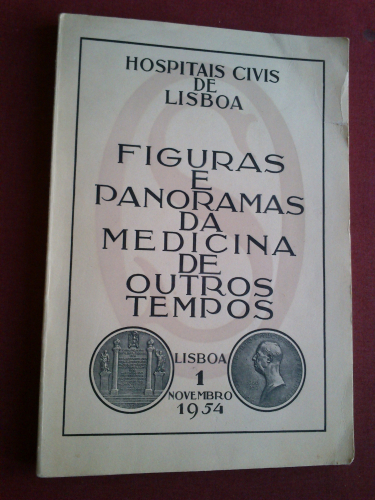 HOSPITAIS CIVIS
DE
LISBOA
FIGURAS
E
PANORAMAS
DA
MEDICINA
DE
OUTROS
TEMPOS
LISBOA
1
NOVEMBRO
1954